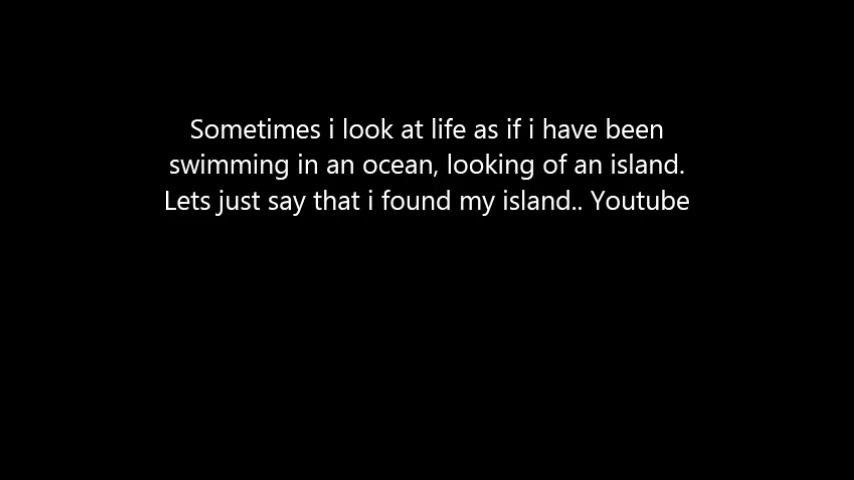 Sometimes i look at life as if i have been
swimming in an ocean, looking of an island.
Lets just say that i found my island.. Youtube